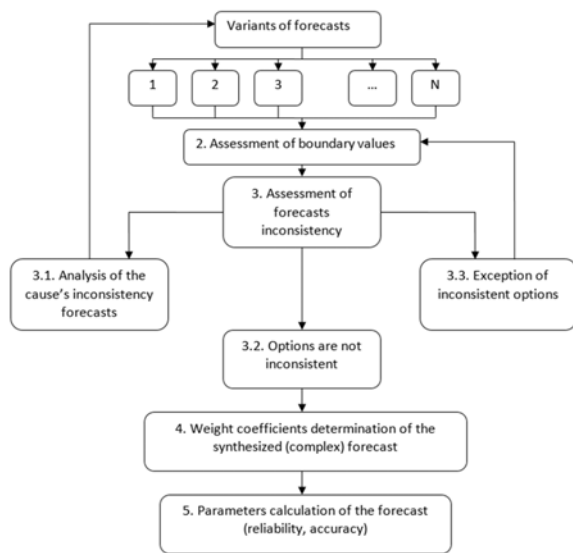 Variants of forecasts
1 2 3 ... N
2. Assessment of boundary values
3. Assessment of
forecasts
inconsistency
3.1. Analysis of the
cause's inconsistency
forecasts
3.3. Exception of
inconsistent options
3.2. Options are not
inconsistent
4. Weight coefficients determination of the
synthesized (complex) forecast
5. Parameters calculation of the forecast
(reliability, accuracy)